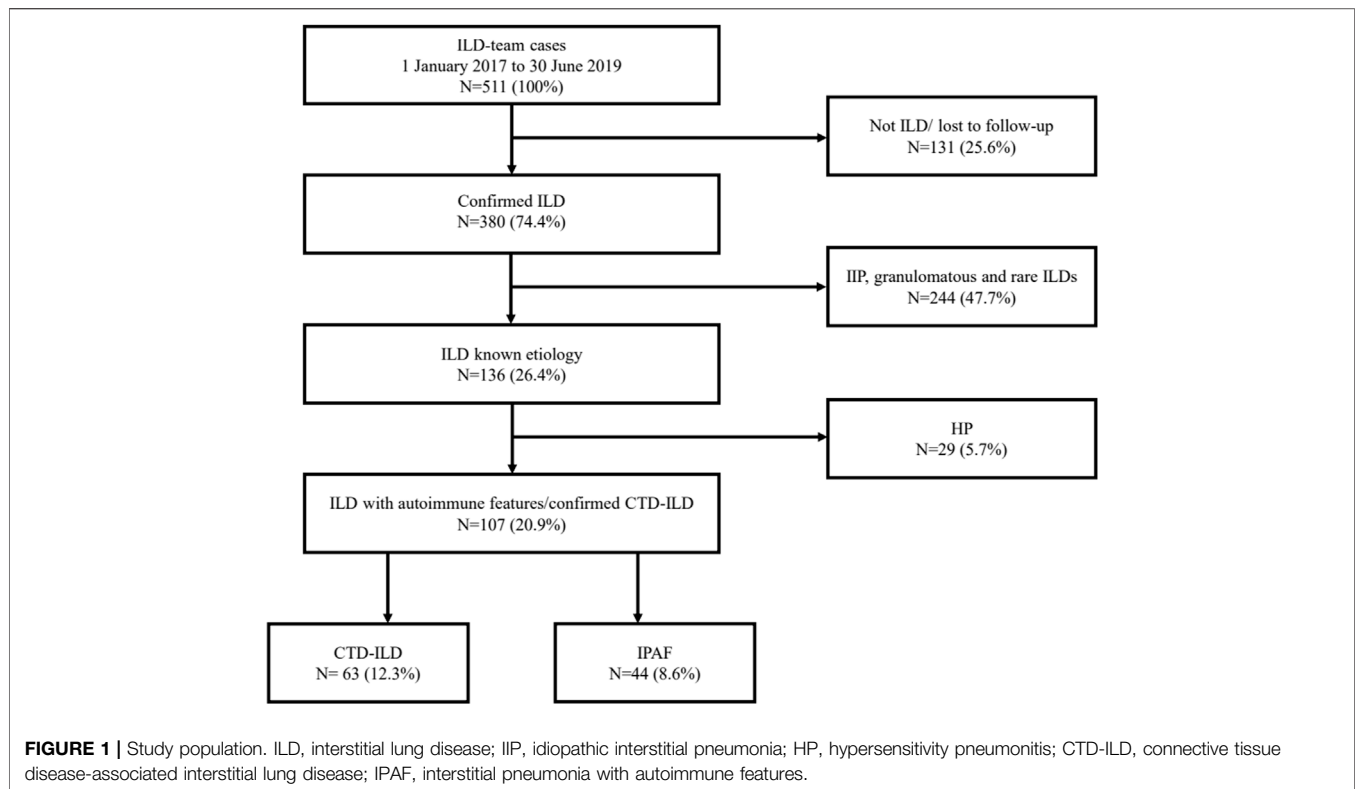 ILD-team cases
1 January 2017 to 30 June 2019
N=511 (100%)
Not ILD/ lost to follow-up
N=131 (25.6%)
Confirmed ILD
N=380 (74.4%)
IIP, granulomatous and rare ILDs
N=244 (47.7%)
ILD known etiology
N=136 (26.4%)
HP
N=29 (5.7%)
ILD with autoimmune features/confirmed CTD-ILD
N=107 (20.9%)
CTD-ILD
N= 63 (12.3%)
IPAF
N=44 (8.6%)
FIGURE 1 | Study population. ILD, interstitial lung disease; IIP, idiopathic interstitial pneumonia; HP, hypersensitivity pneumonitis; CTD-ILD, connective tissue
disease-associated interstitial lung disease; IPAF, interstitial pneumonia with autoimmune features.